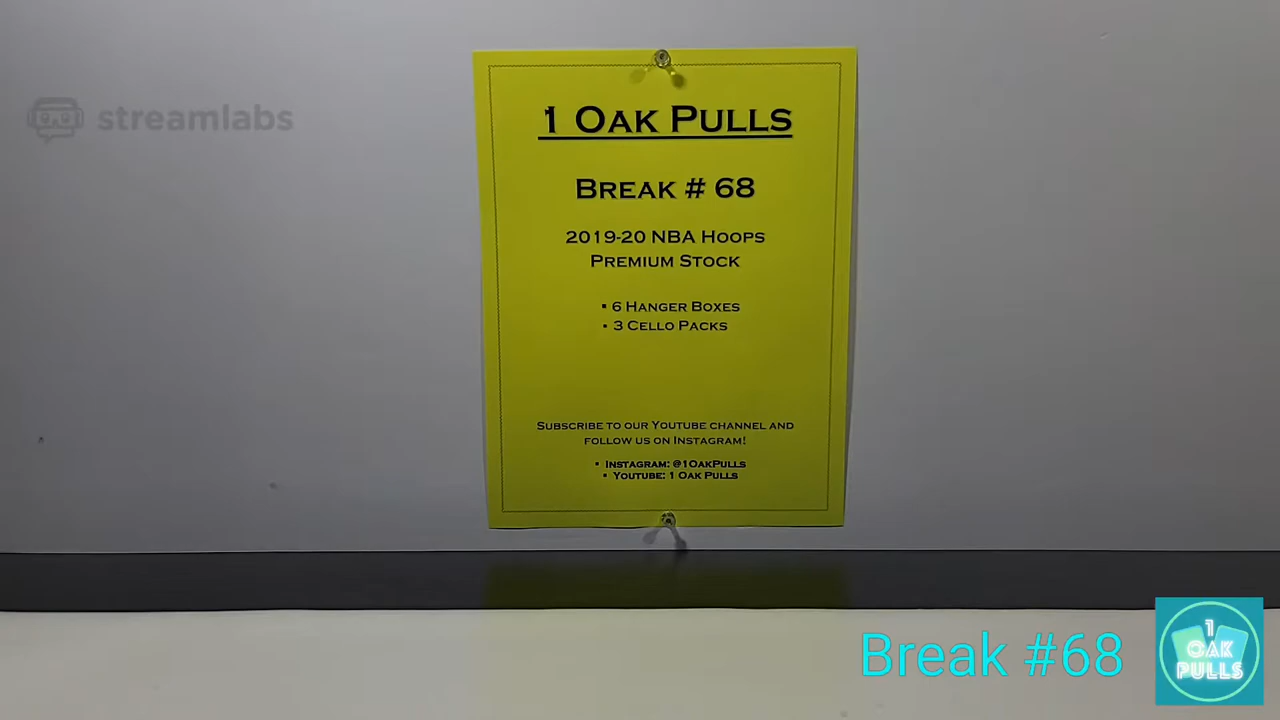 streamlabs
1 Oak Pulls
Break # 68
2019-20 NBA Hoops
Premium Stock
▪ 6 Hanger Boxes
▪ 3 Cello Packs
Subscribe to our Youtube channel and
follow us on Instagram!
▪ Instagram: @1OakPulls
▪ Youtube: 1 Oak Pulls
Break #68
1
OAK
PULLS